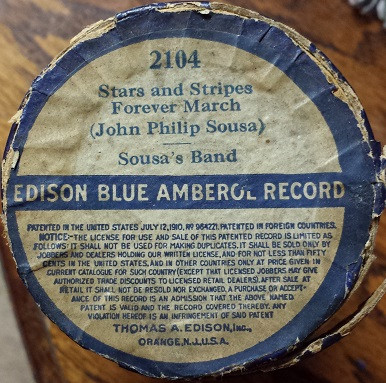 2104
Stars and Stripes
Forever March
(John Philip Sousa)
Sousa's Band
EDISON BLUE AMBEROL RECORD
PATENTED IN THE UNITED STATES JULY 12, 1910, Nº 964221. PATENTED IN FOREIGN COUNTRIES.
NOTICE:-THE LICENSE FOR USE AND SALE OF THIS PATENTED RECORD IS LIMITED AS
FOLLOWS: IT SHALL NOT BE USED FOR MAKING DUPLICATES. IT SHALL BE SOLD ONLY BY
JOBBERS AND DEALERS HOLDING OUR WRITTEN LICENSE, AND FOR NOT LESS THAN FIFTY
CENTS IN THE UNITED STATES, AND IN OTHER COUNTRIES ONLY AT PRICE GIVEN IN
CURRENT CATALOGUE FOR SUCH COUNTRY (EXCEPT THAT LICENSED JOBBERS MAY GIVE
AUTHORIZED TRADE DISCOUNTS TO LICENSED RETAIL DEALERS). AFTER SALE AT
RETAIL IT SHALL NOT BE RESOLD NOR EXCHANGED. A PURCHASE OR ACCEPT-
ANCE OF THIS RECORD IS AN ADMISSION THAT THE ABOVE NAMED
PATENT IS VALID AND THE RECORD COVERED THEREBY. ANY
VIOLATION HEREOF IS AN INFRINGEMENT OF SAID PATENT
THOMAS A. EDISON, INC.,
ORANGE, N.J., U.S.A.